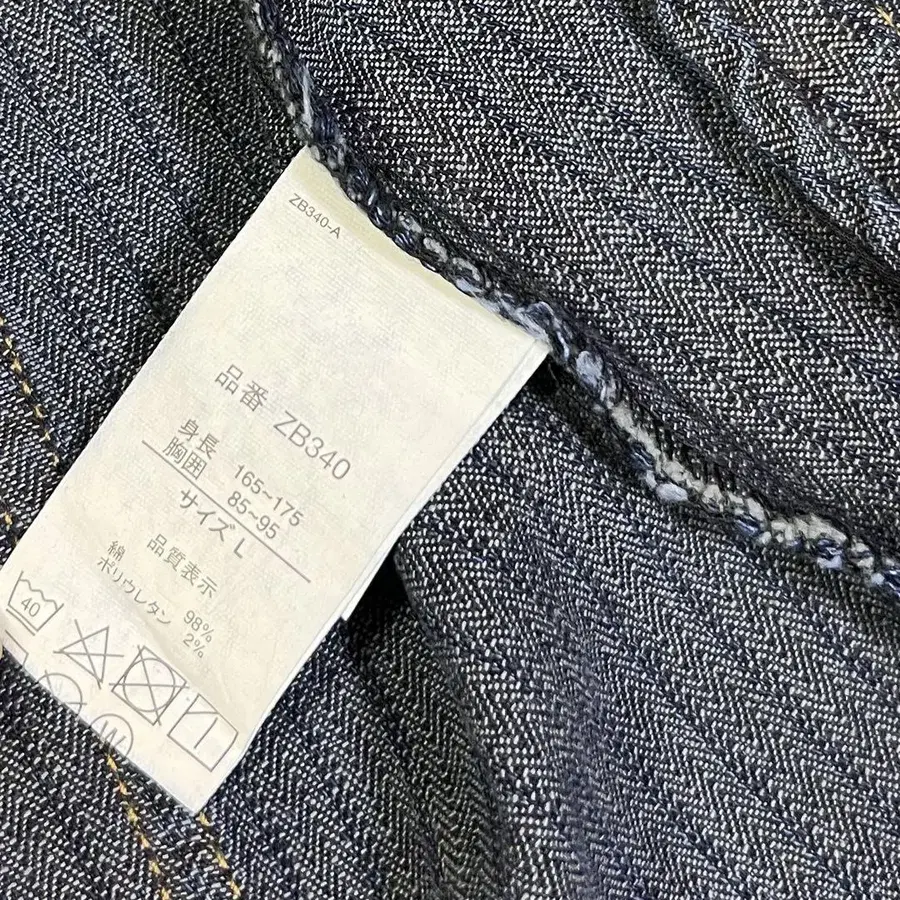 ZB340-A
品番 ZB340
身長 165~175
胸囲 85~95
サイズ L
品質表示
綿 98%
ポリウレタン 2%
40
W